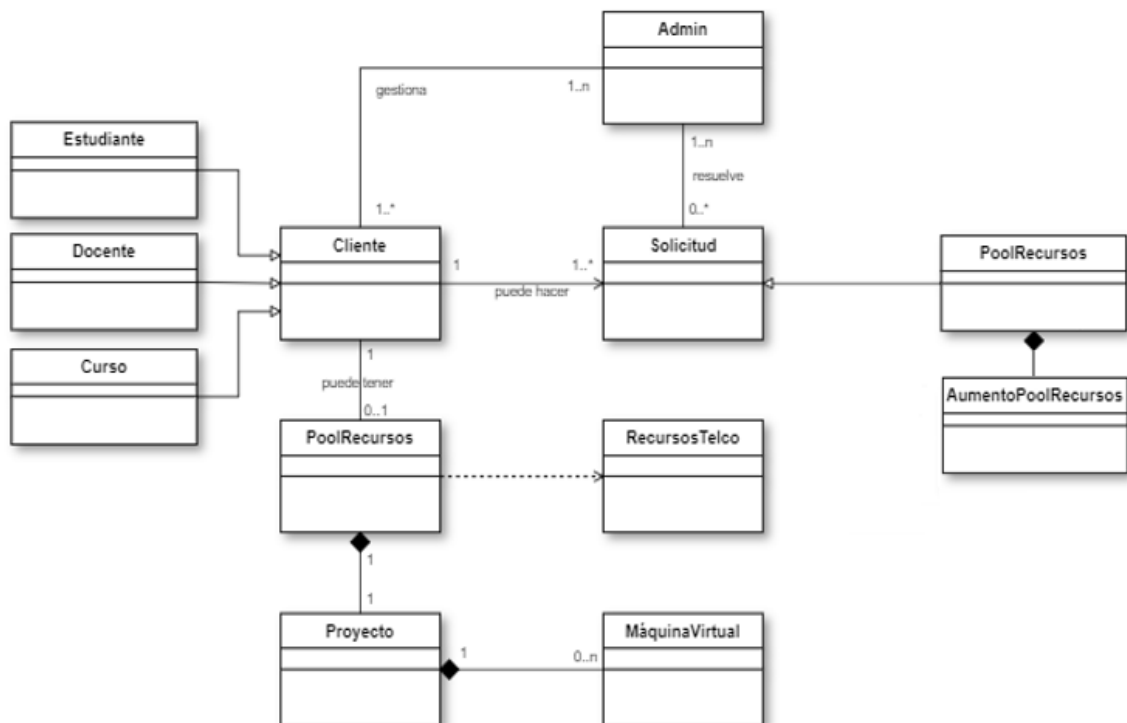 Admin
gestiona
1..n
Estudiante
1..n
resuelve
1..*
0..*
Docente
Cliente
Solicitud
PoolRecursos
1
1..*
puede hacer
Curso
1
puede tener
AumentoPoolRecursos
0..1
PoolRecursos
RecursosTelco
1
1
Proyecto
MáquinaVirtual
1
0..n